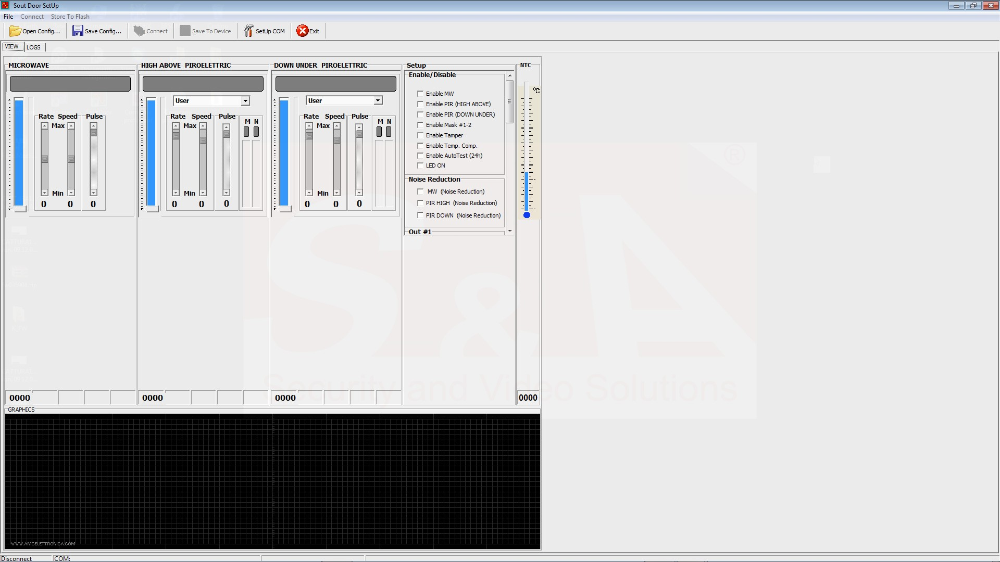 Sout Door SetUp
File Connect Store To Flash
Open Config... Save Config... Connect Save To Device SetUp COM Exit
VIEW LOGS
MICROWAVE
Rate Speed Pulse
Max
Min
0 0 0
0000
HIGH ABOVE PIROELETTRIC
User
Rate Speed Pulse
Max
M N
Min
0 0 0
0000
DOWN UNDER PIROELETTRIC
User
Rate Speed Pulse
Max
M N
Min
0 0 0
0000
Setup
Enable/Disable
Enable MW
Enable PIR (HIGH ABOVE)
Enable PIR (DOWN UNDER)
Enable Mask #1-2
Enable Tamper
Enable Temp. Comp.
Enable AutoTest (24h)
LED ON
Noise Reduction
MW (Noise Reduction)
PIR HIGH (Noise Reduction)
PIR DOWN (Noise Reduction)
Out #1
NTC
°C
0000
S&A ®
Security and Video Solutions
GRAPHICS
WWW.AMCELETTRONICA.COM
Disconnect COM: